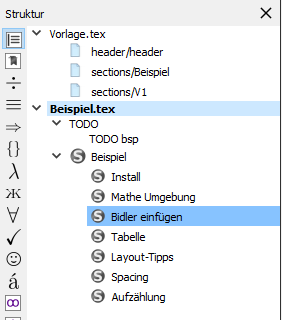 Struktur
Vorlage.tex
header/header
sections/Beispiel
sections/V1
Beispiel.tex
TODO
TODO bsp
Beispiel
Install
Mathe Umgebung
Bidler einfügen
Tabelle
Layout-Tipps
Spacing
Aufzählung